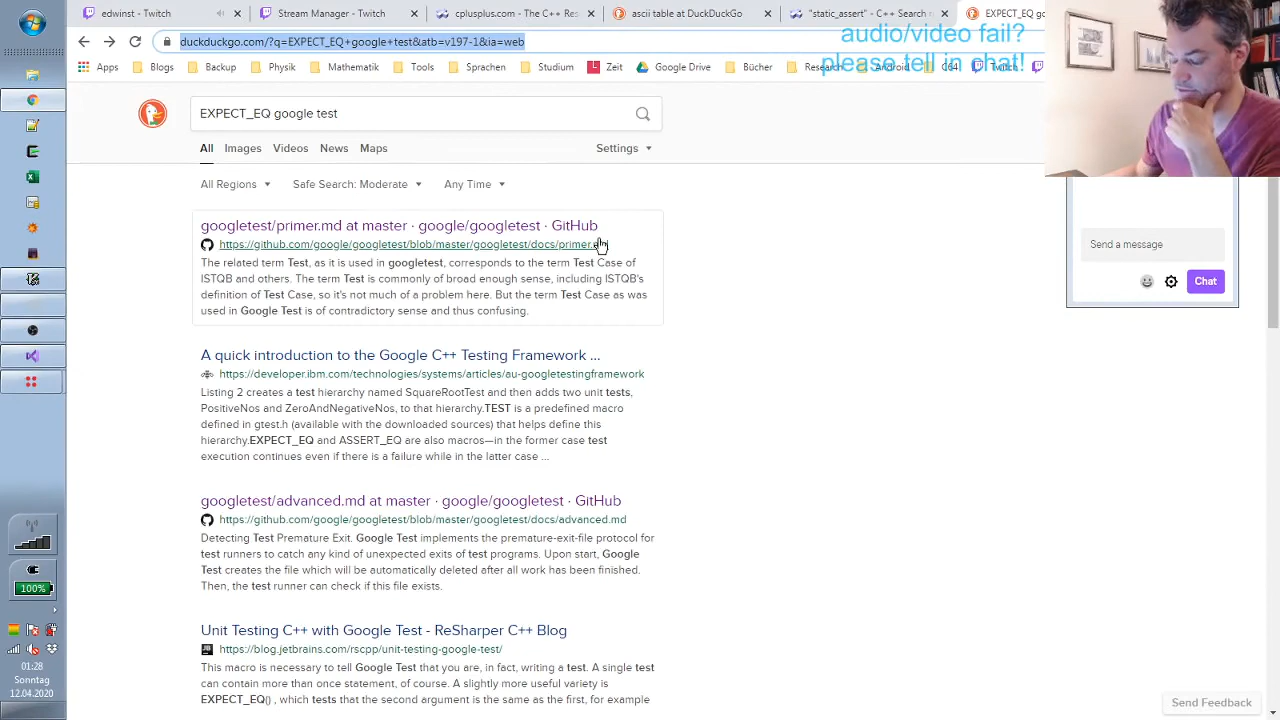 edwinst - Twitch
Stream Manager - Twitch
cplusplus.com - The C++ Res
ascii table at DuckDuckGo
"static_assert" - C++ Search r
EXPECT_EQ go
duckduckgo.com/?q=EXPECT_EQ+google+test&atb=v197-1&ia=web
audio/video fail?
please tell in chat!
Apps
Blogs
Backup
Physik
Mathematik
Tools
Sprachen
Studium
Zeit
Google Drive
Bücher
Research
Android
C64
Twitch
EXPECT_EQ google test
All
Images
Videos
News
Maps
Settings
All Regions
Safe Search: Moderate
Any Time
googletest/primer.md at master · google/googletest · GitHub
https://github.com/google/googletest/blob/master/googletest/docs/primer.md
The related term Test, as it is used in googletest, corresponds to the term Test Case of
ISTQB and others. The term Test is commonly of broad enough sense, including ISTQB's
definition of Test Case, so it's not much of a problem here. But the term Test Case as was
used in Google Test is of contradictory sense and thus confusing.
A quick introduction to the Google C++ Testing Framework ...
https://developer.ibm.com/technologies/systems/articles/au-googletestingframework
Listing 2 creates a test hierarchy named SquareRootTest and then adds two unit tests,
PositiveNos and ZeroAndNegativeNos, to that hierarchy.TEST is a predefined macro
defined in gtest.h (available with the downloaded sources) that helps define this
hierarchy.EXPECT_EQ and ASSERT_EQ are also macros—in the former case test
execution continues even if there is a failure while in the latter case ...
googletest/advanced.md at master · google/googletest · GitHub
https://github.com/google/googletest/blob/master/googletest/docs/advanced.md
Detecting Test Premature Exit. Google Test implements the premature-exit-file protocol for
test runners to catch any kind of unexpected exits of test programs. Upon start, Google
Test creates the file which will be automatically deleted after all work has been finished.
Then, the test runner can check if this file exists.
Unit Testing C++ with Google Test - ReSharper C++ Blog
https://blog.jetbrains.com/rscpp/unit-testing-google-test/
This macro is necessary to tell Google Test that you are, in fact, writing a test. A single test
can contain more than once statement, of course. A slightly more useful variety is
EXPECT_EQ() , which tests that the second argument is the same as the first, for example
Send a message
Chat
Send Feedback
100%
01:28
Sonntag
12.04.2020